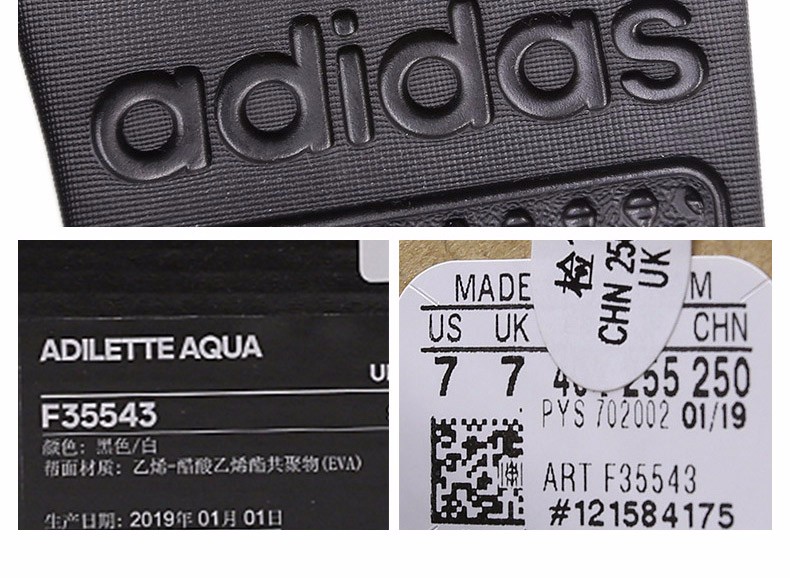 adidas
ADILETTE AQUA
F35543
颜色: 黑色/白
帮面材质: 乙烯-醋酸乙烯酯共聚物(EVA)
生产日期: 2019年 01月 01日
检
CHN 25
UK
MADE M
US UK CHN
7 7 255 250
PYS 702002 01/19
ART F35543
#121584175